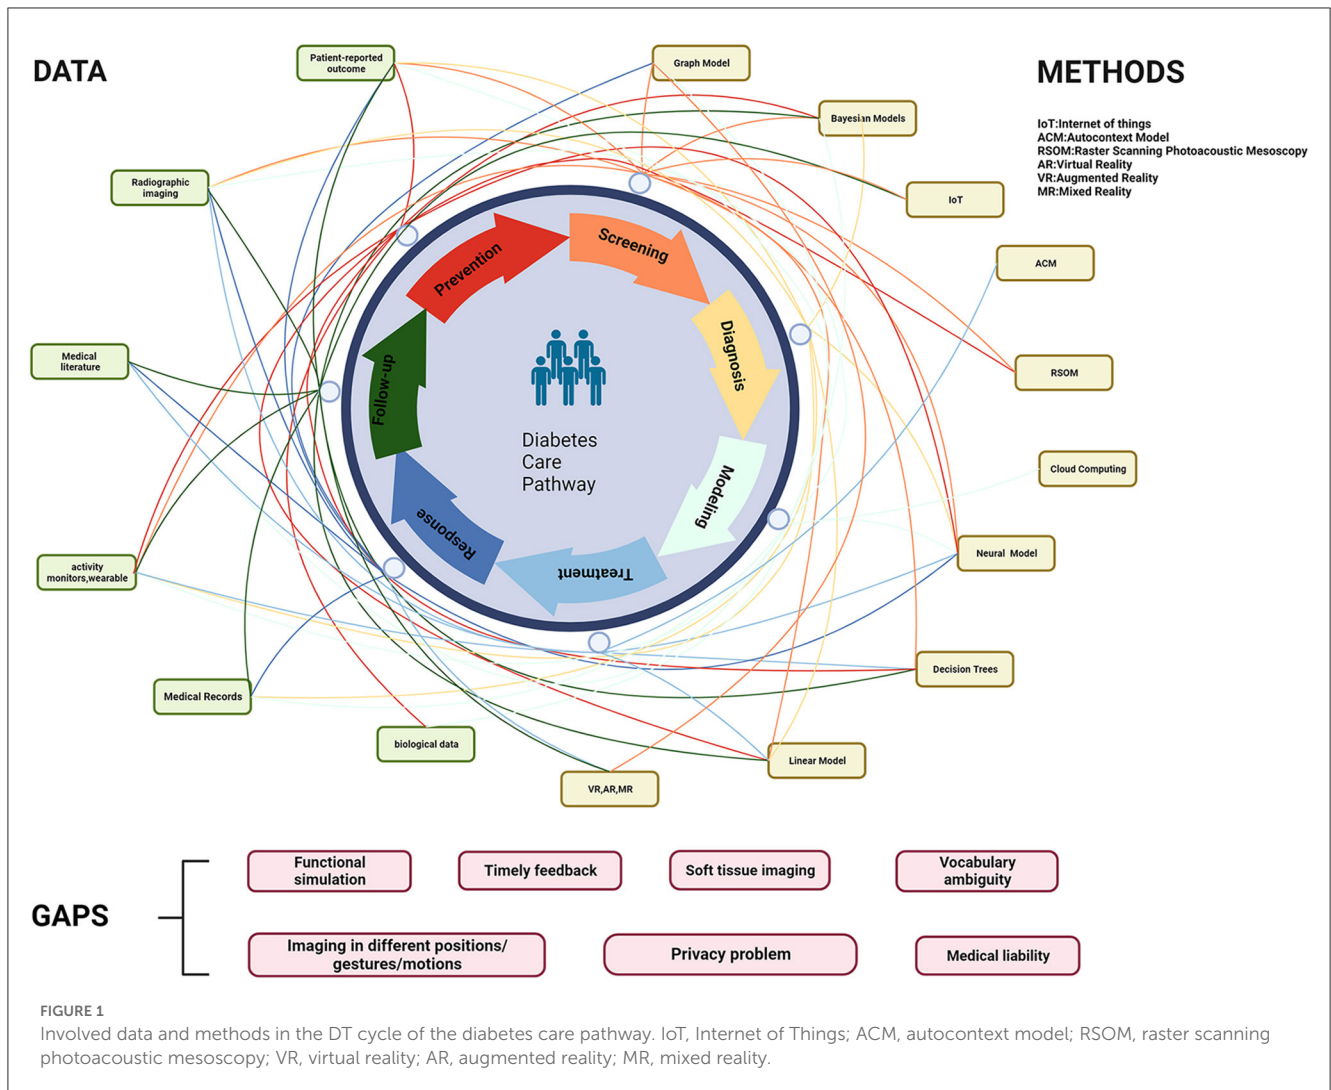 DATA
METHODS
IoT:Internet of things
ACM:Autocontext Model
RSOM:Raster Scanning Photoacoustic Mesoscopy
AR:Virtual Reality
VR:Augmented Reality
MR:Mixed Reality
Patient-reported
outcome
Radiographic
imaging
Medical
literature
activity
monitors,wearable
Medical Records
biological data
Graph Model
Bayesian Models
IoT
ACM
RSOM
Cloud Computing
Neural Model
Decision Trees
Linear Model
VR,AR,MR
Prevention
Screening
Diagnosis
Modeling
Treatment
Response
Follow-up
Diabetes
Care
Pathway
GAPS
Functional
simulation
Timely feedback
Soft tissue imaging
Vocabulary
ambiguity
Imaging in different positions/
gestures/motions
Privacy problem
Medical liability
FIGURE 1
Involved data and methods in the DT cycle of the diabetes care pathway. IoT, Internet of Things; ACM, autocontext model; RSOM, raster scanning
photoacoustic mesoscopy; VR, virtual reality; AR, augmented reality; MR, mixed reality.